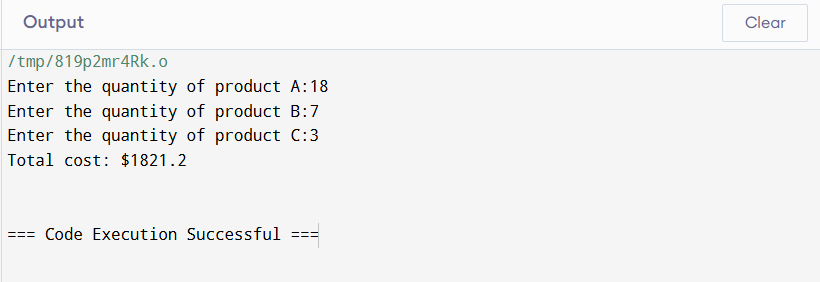 Output
Clear
/tmp/819p2mr4Rk.o
Enter the quantity of product A:18
Enter the quantity of product B:7
Enter the quantity of product C:3
Total cost: $1821.2
=== Code Execution Successful ===